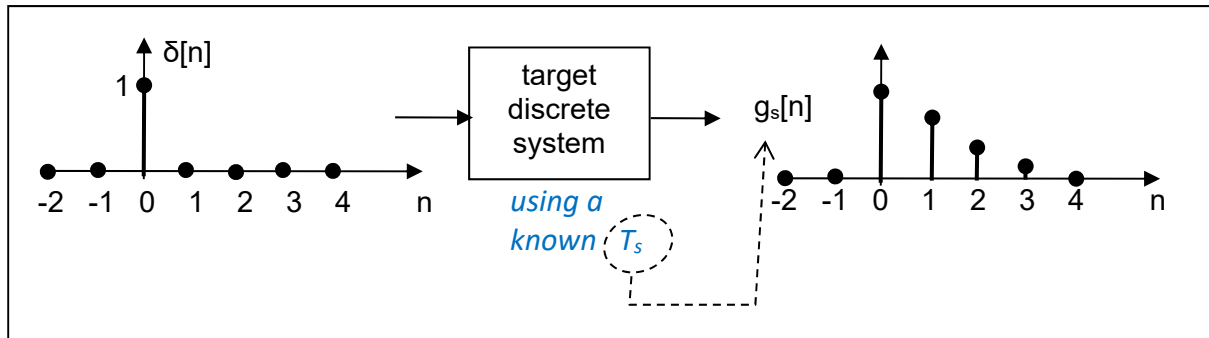 δ[n]
1
-2 -1 0 1 2 3 4 n
target
discrete
system
using a
known Tₛ
gₛ[n]
-2 -1 0 1 2 3 4 n